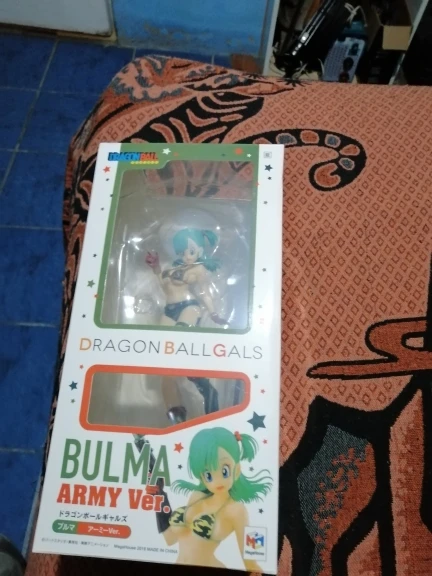 DRAGON BALL
DRAGON BALL GALS
BULMA
ARMY Ver.
ドラゴンボールギャルズ
ブルマ アーミーVer.
MegaHouse